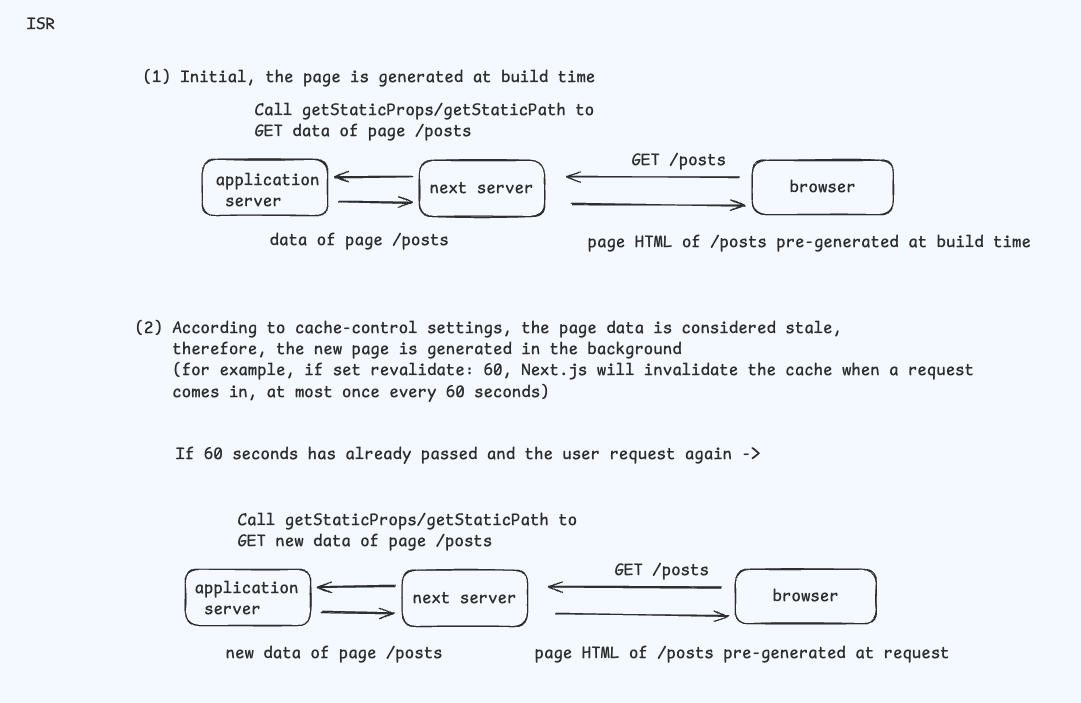 ISR
(1) Initial, the page is generated at build time
Call getStaticProps/getStaticPath to
GET data of page /posts
GET /posts
application
server
next server
browser
data of page /posts
page HTML of /posts pre-generated at build time
(2) According to cache-control settings, the page data is considered stale,
therefore, the new page is generated in the background
(for example, if set revalidate: 60, Next.js will invalidate the cache when a request
comes in, at most once every 60 seconds)
If 60 seconds has already passed and the user request again ->
Call getStaticProps/getStaticPath to
GET new data of page /posts
GET /posts
application
server
next server
browser
new data of page /posts
page HTML of /posts pre-generated at request